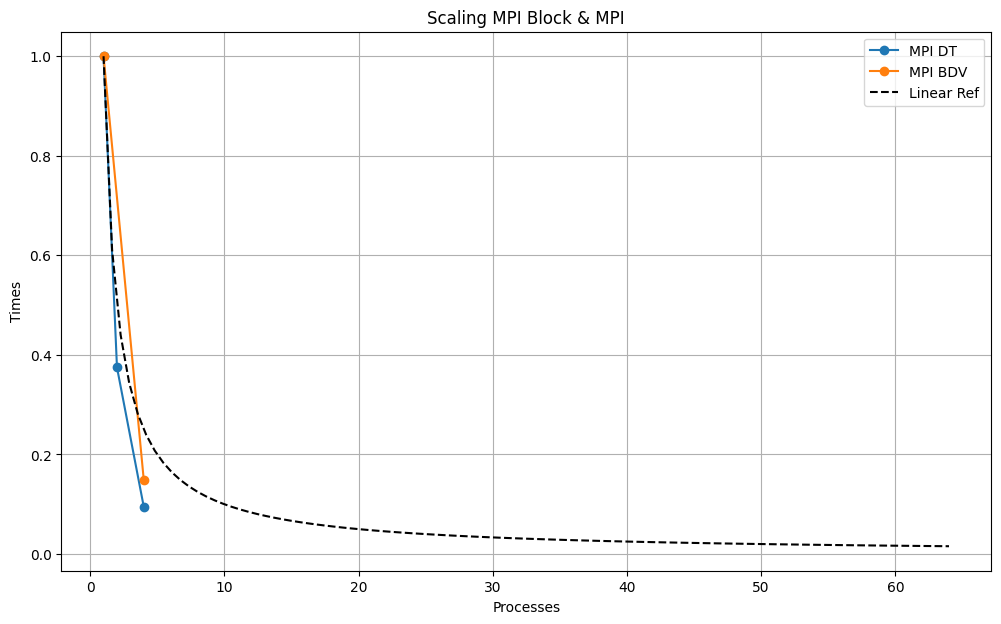 Scaling MPI Block & MPI
MPI DT
MPI BDV
Linear Ref
Times
1.0
0.8
0.6
0.4
0.2
0.0
0 10 20 30 40 50 60
Processes